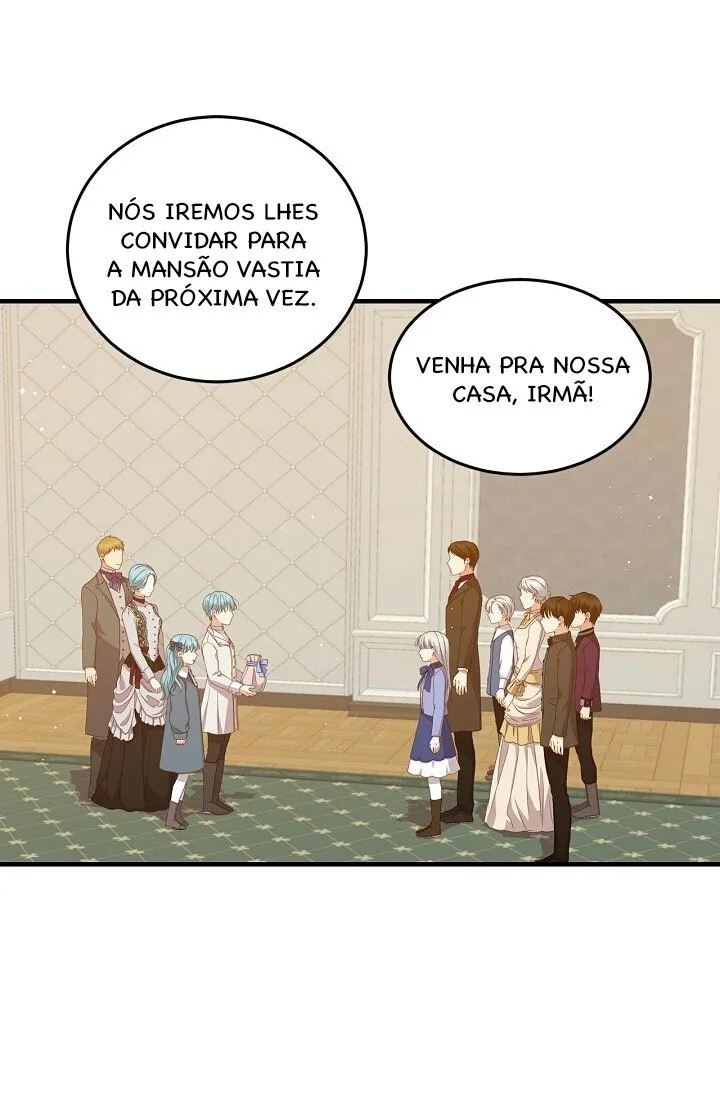 NÓS IREMOS LHES
CONVIDAR PARA
A MANSÃO VASTIA
DA PRÓXIMA VEZ.
VENHA PRA NOSSA
CASA, IRMÃ!